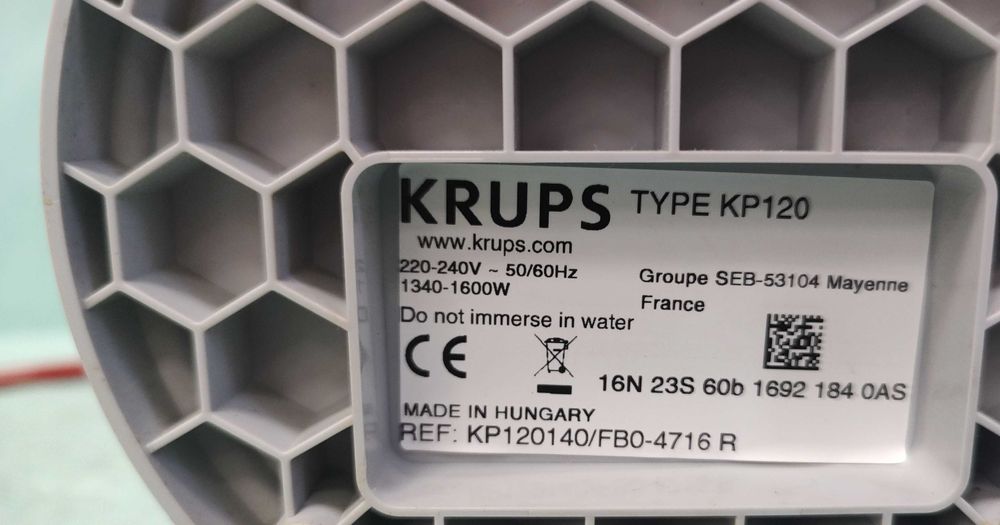 KRUPS TYPE KP120
www.krups.com
220-240V ~ 50/60Hz
1340-1600W
Groupe SEB-53104 Mayenne
France
Do not immerse in water
CE
16N 23S 60b 1692 184 0AS
MADE IN HUNGARY
REF: KP120140/FB0-4716 R